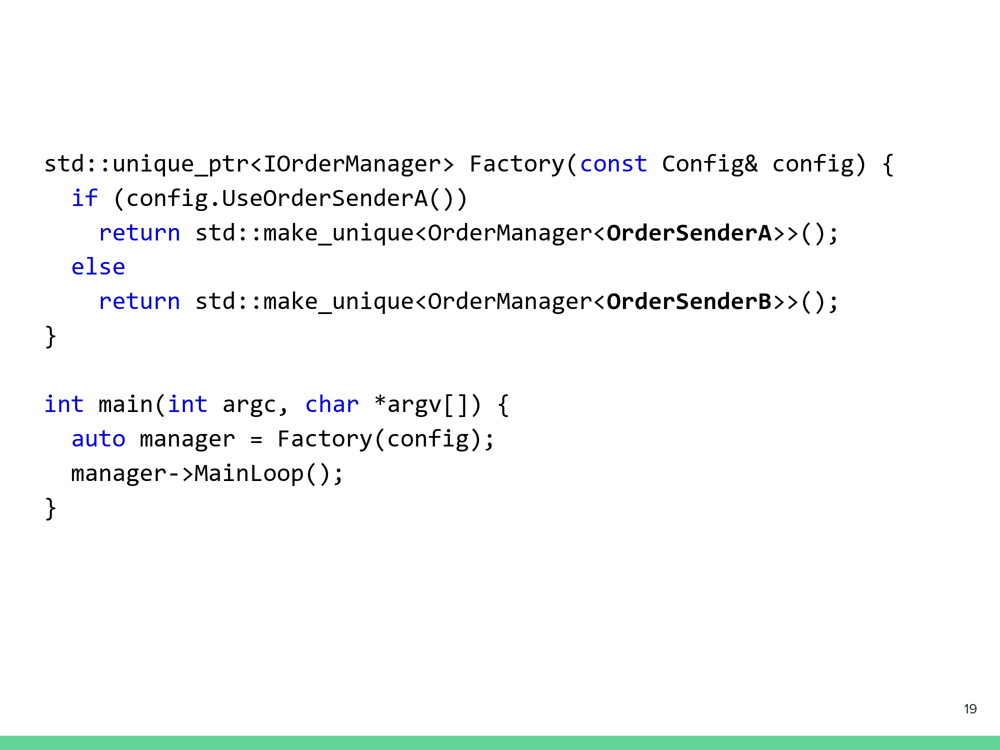 std::unique_ptr<IOrderManager> Factory(const Config& config) {
  if (config.UseOrderSenderA())
    return std::make_unique<OrderManager<OrderSenderA>>();
  else
    return std::make_unique<OrderManager<OrderSenderB>>();
}

int main(int argc, char *argv[]) {
  auto manager = Factory(config);
  manager->MainLoop();
}
19